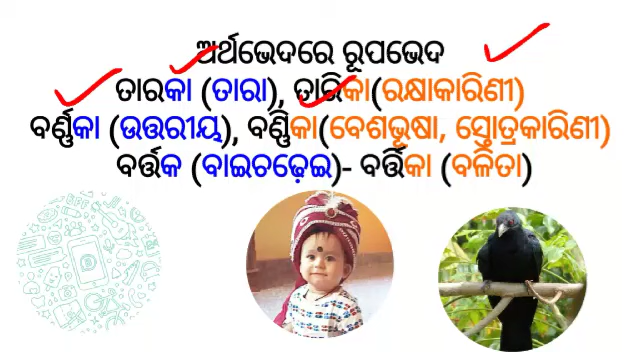 ଅର୍ଥଭେଦରେ ରୂପଭେଦ
ତାରକା (ତାରା), ତାରିକା(ରକ୍ଷାକାରିଣୀ)
ବର୍ଣ୍ଣକା (ଉତ୍ତରୀୟ), ବର୍ଣ୍ଣିକା(ବେଶଭୂଷା, ସ୍ତୋତ୍ରକାରିଣୀ)
ବର୍ତ୍ତକ (ବାଇଚଢ଼େଇ)- ବର୍ତ୍ତିକା (ବଳିତା)